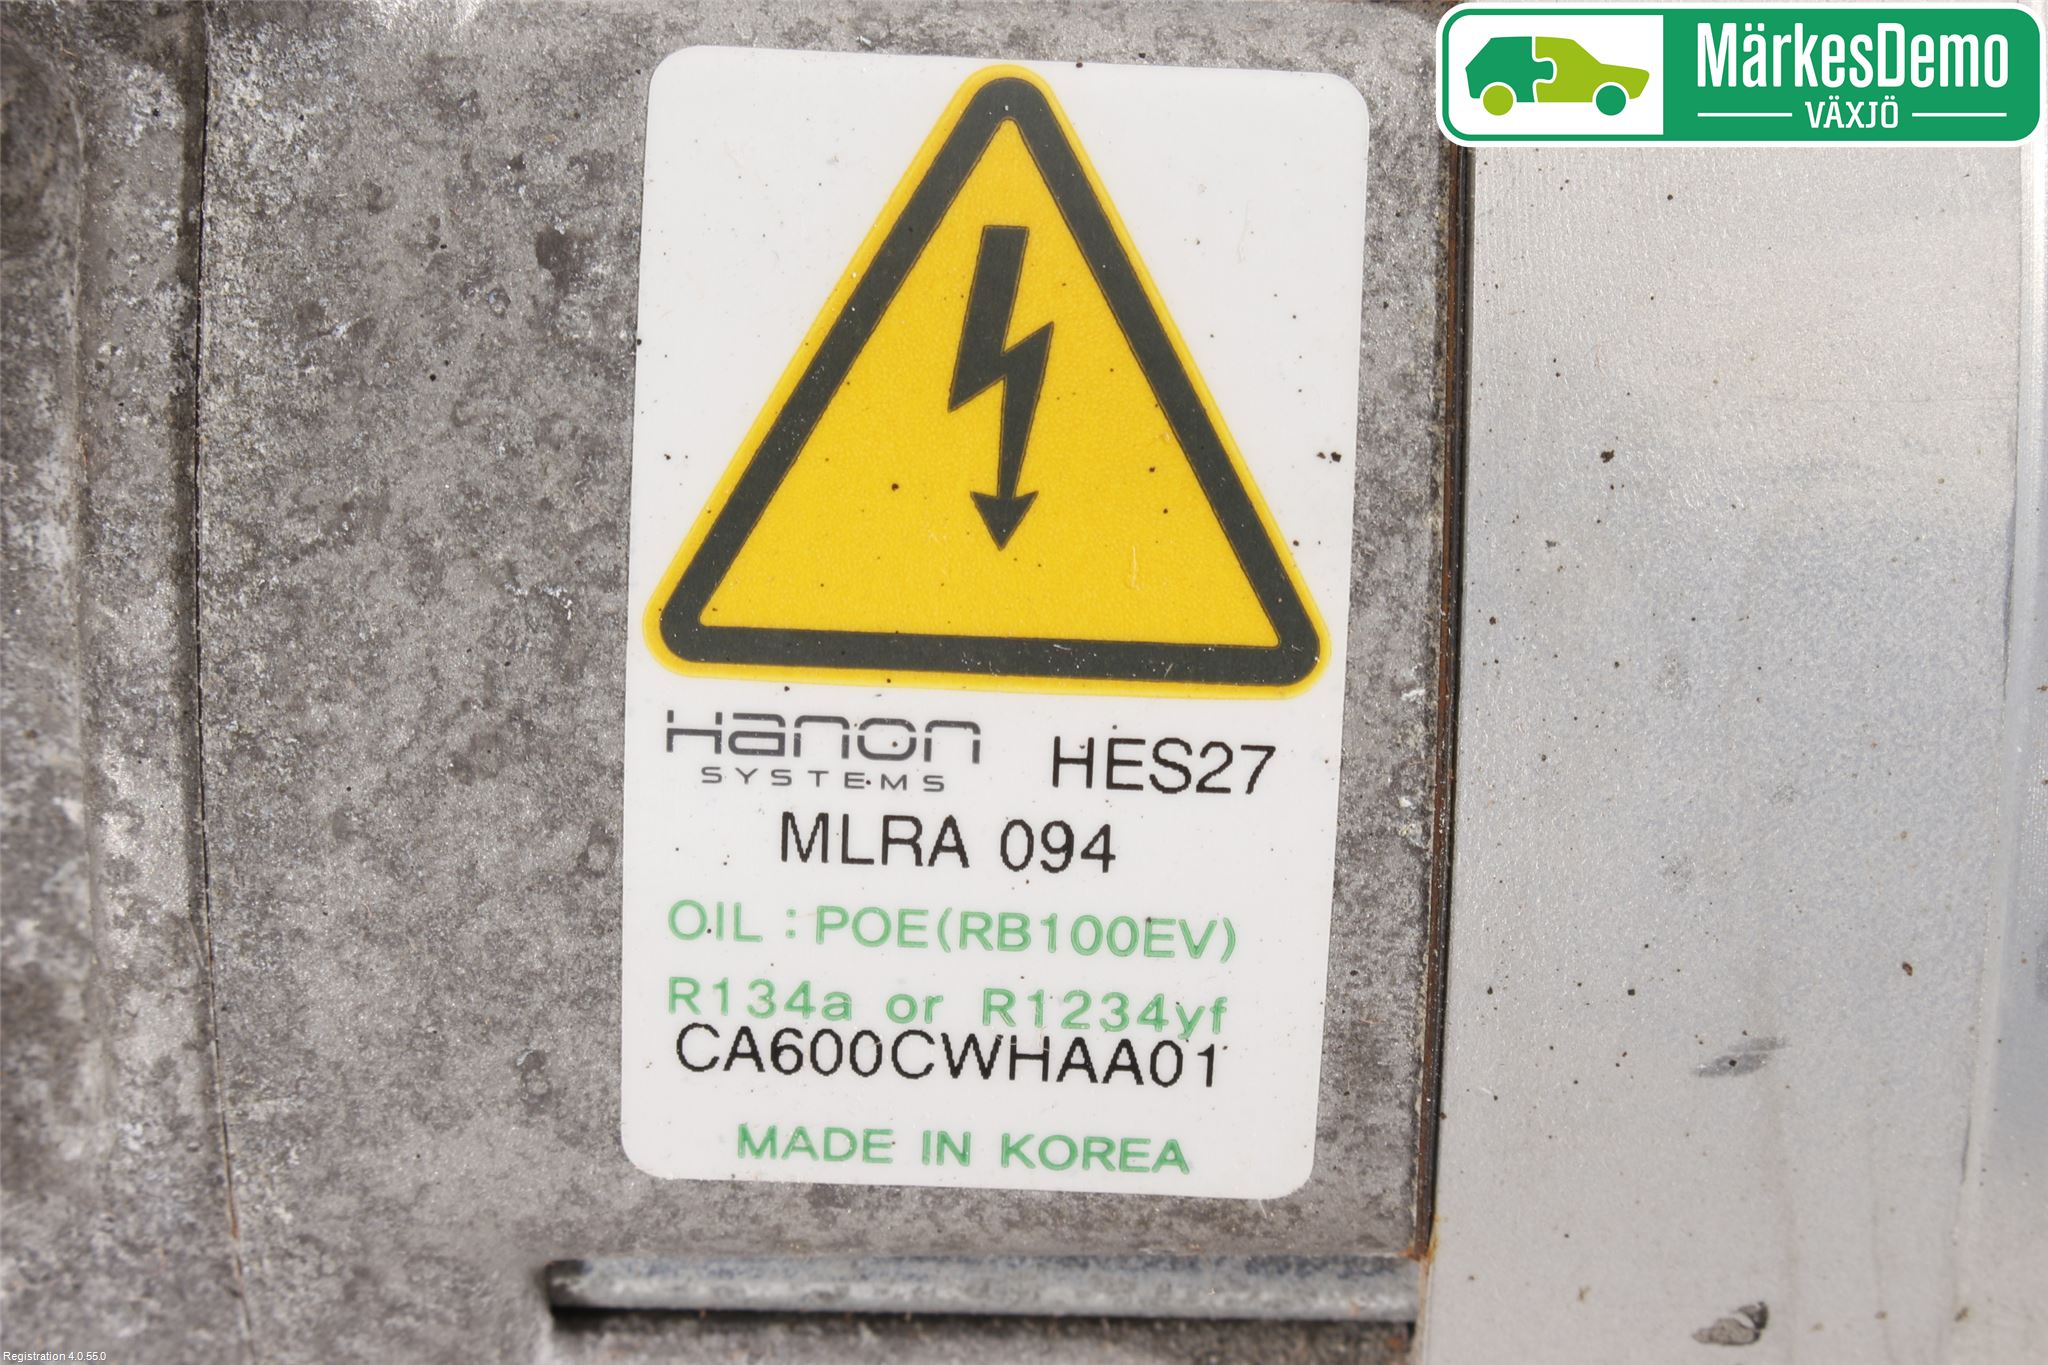 MärkesDemo
VÄXJÖ
Hanon HES27
SYSTEMS
MLRA 094
OIL : POE(RB100EV)
R134a or R1234yf
CA600CWHAA01
MADE IN KOREA
Registration 4.0.55.0